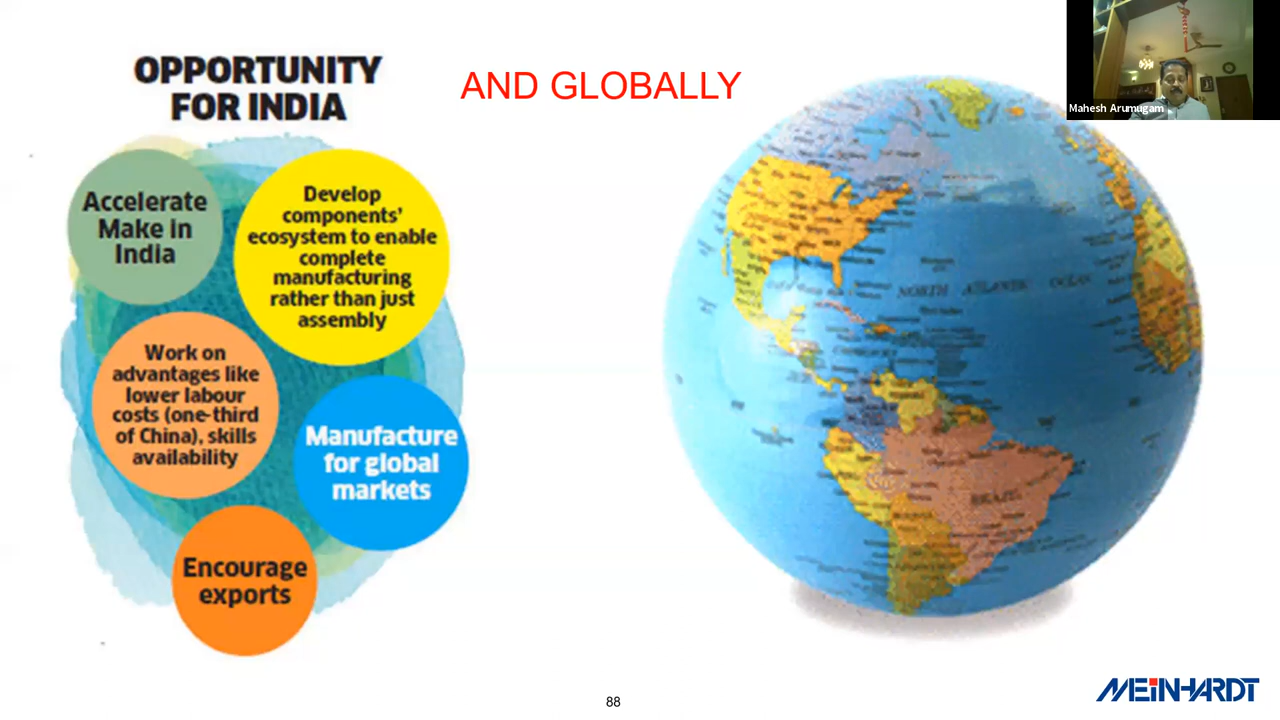 OPPORTUNITY
FOR INDIA
AND GLOBALLY
Mahesh Arumugam
Accelerate
Make in
India
Develop
components'
ecosystem to enable
complete
manufacturing
rather than just
assembly
Work on
advantages like
lower labour
costs (one-third
of China), skills
availability
Manufacture
for global
markets
Encourage
exports
NORTH ATLANTIC OCEAN
BRAZIL
88
MEINHARDT